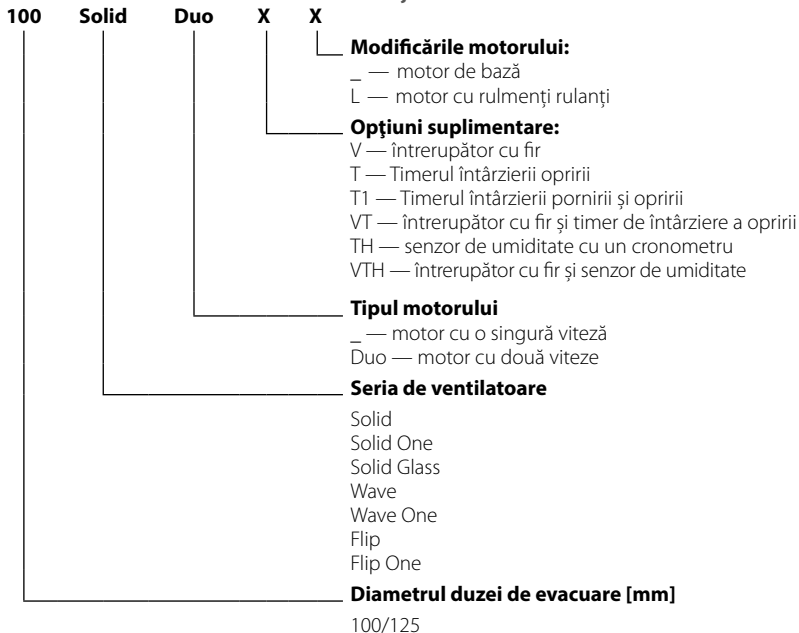 100 Solid Duo X X
Modificările motorului:
_ — motor de bază
L — motor cu rulmenți rulanți
Opţiuni suplimentare:
V — întrerupător cu fir
T — Timerul întârzierii opririi
T1 — Timerul întârzierii pornirii și opririi
VT — întrerupător cu fir și timer de întârziere a opririi
TH — senzor de umiditate cu un cronometru
VTH — întrerupător cu fir și senzor de umiditate
Tipul motorului
_ — motor cu o singură viteză
Duo — motor cu două viteze
Seria de ventilatoare
Solid
Solid One
Solid Glass
Wave
Wave One
Flip
Flip One
Diametrul duzei de evacuare [mm]
100/125